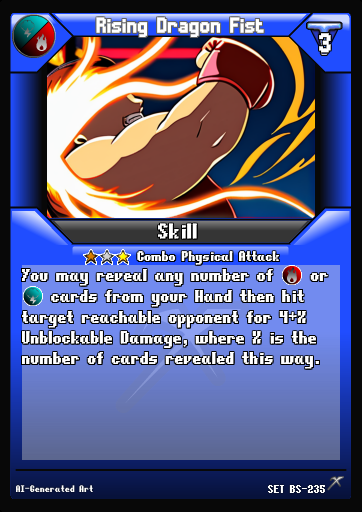 Rising Dragon Fist
3
Skill
Combo Physical Attack
You may reveal any number of or
cards from your Hand then hit
target reachable opponent for 4+X
Unblockable Damage, where X is the
number of cards revealed this way.
AI-Generated Art
SET BS-235